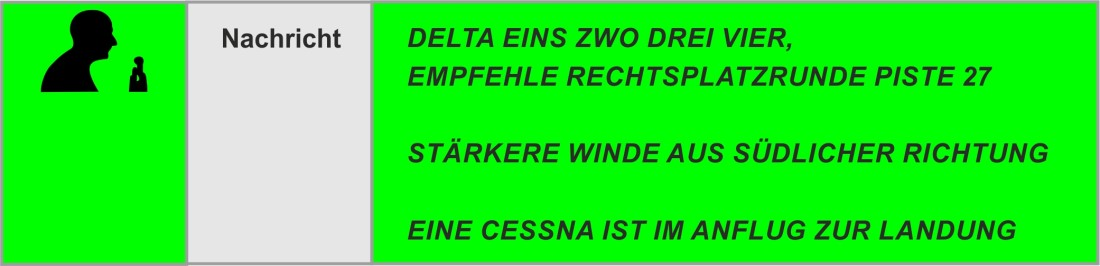 Nachricht
DELTA EINS ZWO DREI VIER,
EMPFEHLE RECHTSPLATZRUNDE PISTE 27
STÄRKERE WINDE AUS SÜDLICHER RICHTUNG
EINE CESSNA IST IM ANFLUG ZUR LANDUNG